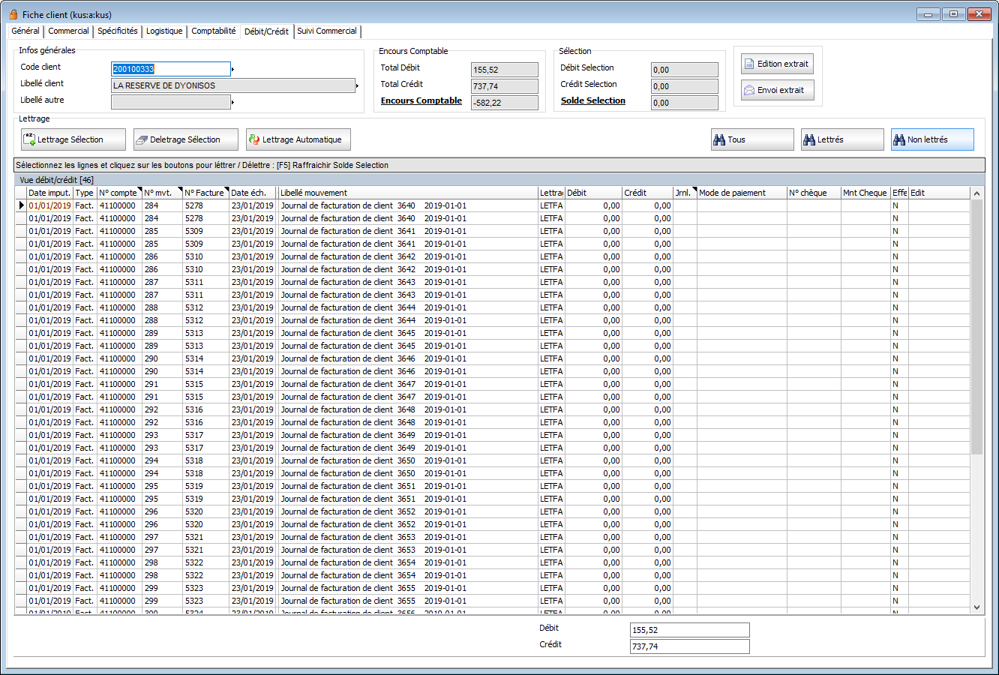 Fiche client (kus:a:kus)
Général Commercial Spécificités Logistique Comptabilité Débit/Crédit Suivi Commercial
Infos générales
Code client 200100333
Libellé client LA RESERVE DE DYONISOS
Libellé autre
Encours Comptable
Total Débit 155,52
Total Crédit 737,74
Encours Comptable -582,22
Sélection
Débit Selection 0,00
Crédit Selection 0,00
Solde Selection 0,00
Edition extrait
Envoi extrait
Lettrage
Lettrage Sélection Deletrage Sélection Lettrage Automatique Tous Lettrés Non lettrés
Sélectionnez les lignes et cliquez sur les boutons pour léttrer / Délettre : [F5] Raffraichir Solde Selection
Vue débit/crédit [46]
Date imput. Type N° compte N° mvt. N° Facture Date éch. Libellé mouvement Lettrag Débit Crédit Jrnl. Mode de paiement N° chèque Mnt Cheque Effe Edit
01/01/2019 Fact. 41100000 284 5278 23/01/2019 Journal de facturation de client 3640 2019-01-01 LETFA 0,00 0,00 N
01/01/2019 Fact. 41100000 284 5278 23/01/2019 Journal de facturation de client 3640 2019-01-01 LETFA 0,00 0,00 N
01/01/2019 Fact. 41100000 285 5309 23/01/2019 Journal de facturation de client 3641 2019-01-01 LETFA 0,00 0,00 N
01/01/2019 Fact. 41100000 285 5309 23/01/2019 Journal de facturation de client 3641 2019-01-01 LETFA 0,00 0,00 N
01/01/2019 Fact. 41100000 286 5310 23/01/2019 Journal de facturation de client 3642 2019-01-01 LETFA 0,00 0,00 N
01/01/2019 Fact. 41100000 286 5310 23/01/2019 Journal de facturation de client 3642 2019-01-01 LETFA 0,00 0,00 N
01/01/2019 Fact. 41100000 287 5311 23/01/2019 Journal de facturation de client 3643 2019-01-01 LETFA 0,00 0,00 N
01/01/2019 Fact. 41100000 287 5311 23/01/2019 Journal de facturation de client 3643 2019-01-01 LETFA 0,00 0,00 N
01/01/2019 Fact. 41100000 288 5312 23/01/2019 Journal de facturation de client 3644 2019-01-01 LETFA 0,00 0,00 N
01/01/2019 Fact. 41100000 288 5312 23/01/2019 Journal de facturation de client 3644 2019-01-01 LETFA 0,00 0,00 N
01/01/2019 Fact. 41100000 289 5313 23/01/2019 Journal de facturation de client 3645 2019-01-01 LETFA 0,00 0,00 N
01/01/2019 Fact. 41100000 289 5313 23/01/2019 Journal de facturation de client 3645 2019-01-01 LETFA 0,00 0,00 N
01/01/2019 Fact. 41100000 290 5314 23/01/2019 Journal de facturation de client 3646 2019-01-01 LETFA 0,00 0,00 N
01/01/2019 Fact. 41100000 290 5314 23/01/2019 Journal de facturation de client 3646 2019-01-01 LETFA 0,00 0,00 N
01/01/2019 Fact. 41100000 291 5315 23/01/2019 Journal de facturation de client 3647 2019-01-01 LETFA 0,00 0,00 N
01/01/2019 Fact. 41100000 291 5315 23/01/2019 Journal de facturation de client 3647 2019-01-01 LETFA 0,00 0,00 N
01/01/2019 Fact. 41100000 292 5316 23/01/2019 Journal de facturation de client 3648 2019-01-01 LETFA 0,00 0,00 N
01/01/2019 Fact. 41100000 292 5316 23/01/2019 Journal de facturation de client 3648 2019-01-01 LETFA 0,00 0,00 N
01/01/2019 Fact. 41100000 293 5317 23/01/2019 Journal de facturation de client 3649 2019-01-01 LETFA 0,00 0,00 N
01/01/2019 Fact. 41100000 293 5317 23/01/2019 Journal de facturation de client 3649 2019-01-01 LETFA 0,00 0,00 N
01/01/2019 Fact. 41100000 294 5318 23/01/2019 Journal de facturation de client 3650 2019-01-01 LETFA 0,00 0,00 N
01/01/2019 Fact. 41100000 294 5318 23/01/2019 Journal de facturation de client 3650 2019-01-01 LETFA 0,00 0,00 N
01/01/2019 Fact. 41100000 295 5319 23/01/2019 Journal de facturation de client 3651 2019-01-01 LETFA 0,00 0,00 N
01/01/2019 Fact. 41100000 295 5319 23/01/2019 Journal de facturation de client 3651 2019-01-01 LETFA 0,00 0,00 N
01/01/2019 Fact. 41100000 296 5320 23/01/2019 Journal de facturation de client 3652 2019-01-01 LETFA 0,00 0,00 N
01/01/2019 Fact. 41100000 296 5320 23/01/2019 Journal de facturation de client 3652 2019-01-01 LETFA 0,00 0,00 N
01/01/2019 Fact. 41100000 297 5321 23/01/2019 Journal de facturation de client 3653 2019-01-01 LETFA 0,00 0,00 N
01/01/2019 Fact. 41100000 297 5321 23/01/2019 Journal de facturation de client 3653 2019-01-01 LETFA 0,00 0,00 N
01/01/2019 Fact. 41100000 298 5322 23/01/2019 Journal de facturation de client 3654 2019-01-01 LETFA 0,00 0,00 N
01/01/2019 Fact. 41100000 298 5322 23/01/2019 Journal de facturation de client 3654 2019-01-01 LETFA 0,00 0,00 N
01/01/2019 Fact. 41100000 299 5323 23/01/2019 Journal de facturation de client 3655 2019-01-01 LETFA 0,00 0,00 N
01/01/2019 Fact. 41100000 299 5323 23/01/2019 Journal de facturation de client 3655 2019-01-01 LETFA 0,00 0,00 N
01/01/2019 Fact. 41100000 300 5324 23/01/2019 Journal de facturation de client 3656 2019-01-01 LETFA 0,00 0,00 N
Débit 155,52
Crédit 737,74